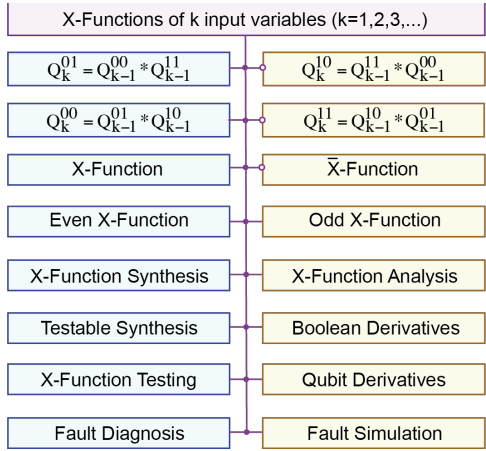 X-Functions of k input variables (k=1,2,3,...)
Q_k^01 = Q_k-1^00 * Q_k-1^11
Q_k^10 = Q_k-1^11 * Q_k-1^00
Q_k^00 = Q_k-1^01 * Q_k-1^10
Q_k^11 = Q_k-1^10 * Q_k-1^01
X-Function
X̄-Function
Even X-Function
Odd X-Function
X-Function Synthesis
X-Function Analysis
Testable Synthesis
Boolean Derivatives
X-Function Testing
Qubit Derivatives
Fault Diagnosis
Fault Simulation